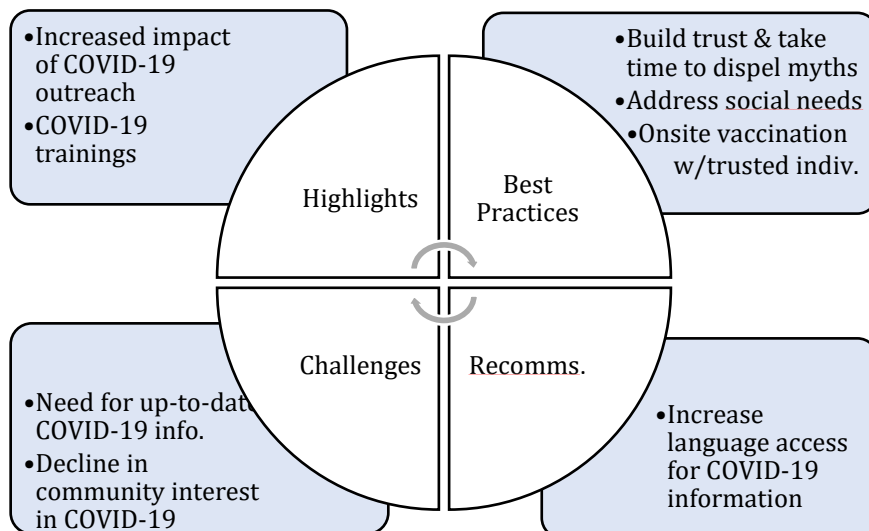 •Increased impact
of COVID-19
outreach
•COVID-19
trainings
•Build trust & take
time to dispel myths
•Address social needs
•Onsite vaccination
w/trusted indiv.
Highlights
Best
Practices
Challenges
Recomms.
•Need for up-to-date
COVID-19 info.
•Decline in
community interest
in COVID-19
•Increase
language access
for COVID-19
information